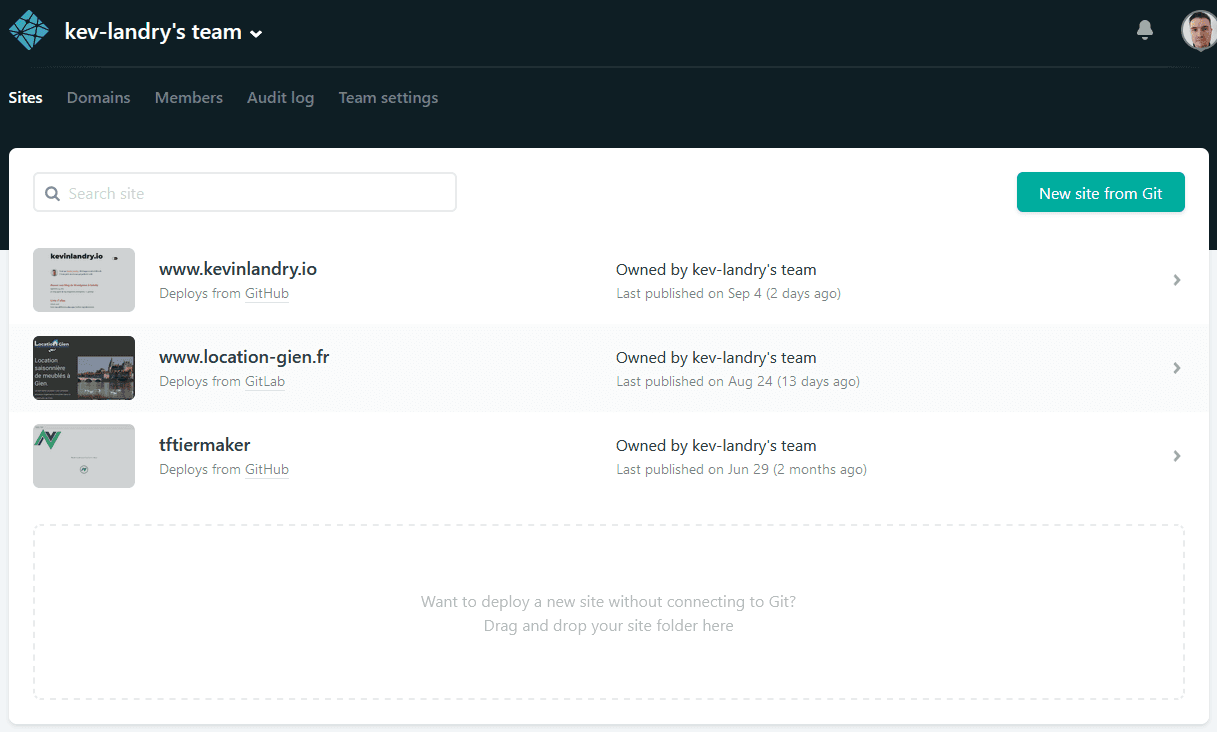 kev-landry's team
Sites Domains Members Audit log Team settings
Search site
New site from Git
kevinlandry.io
www.kevinlandry.io
Deploys from GitHub
Owned by kev-landry's team
Last published on Sep 4 (2 days ago)
Location Gien
Location
saisonnière
de meublés à
Gien.
www.location-gien.fr
Deploys from GitLab
Owned by kev-landry's team
Last published on Aug 24 (13 days ago)
tftiermaker
Deploys from GitHub
Owned by kev-landry's team
Last published on Jun 29 (2 months ago)
Want to deploy a new site without connecting to Git?
Drag and drop your site folder here